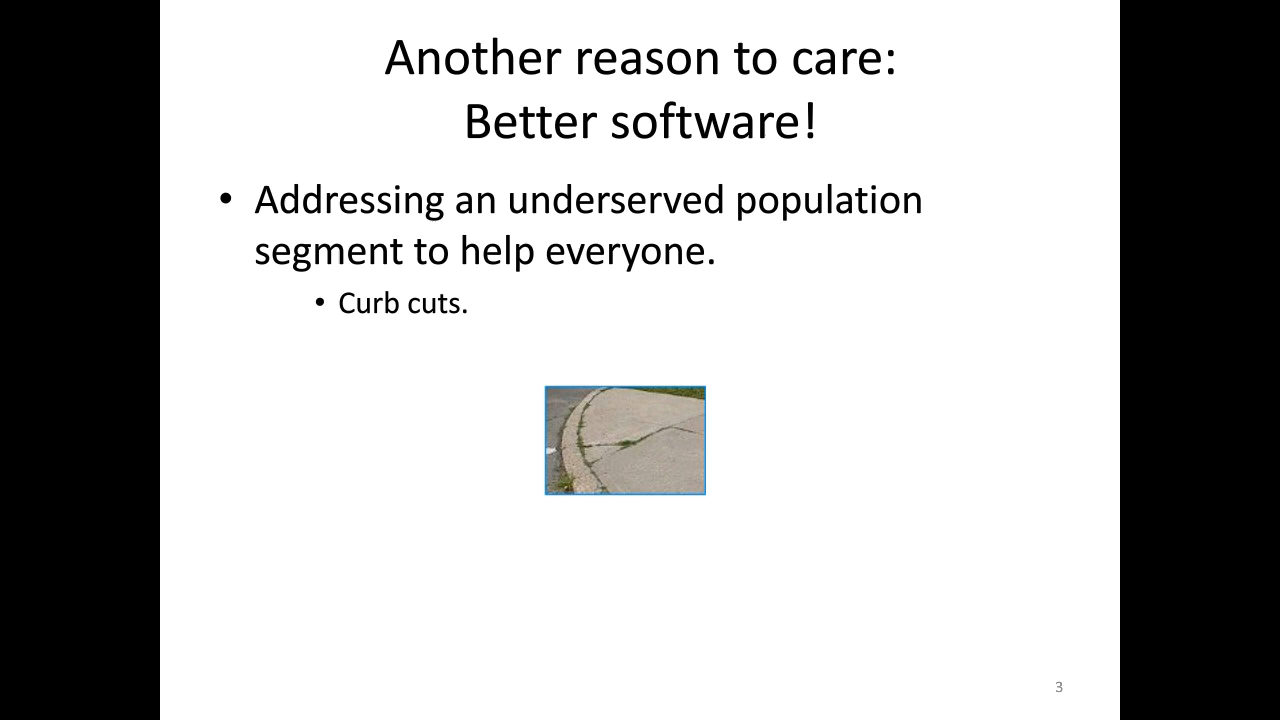 Another reason to care:
Better software!
• Addressing an underserved population
segment to help everyone.
• Curb cuts.
3